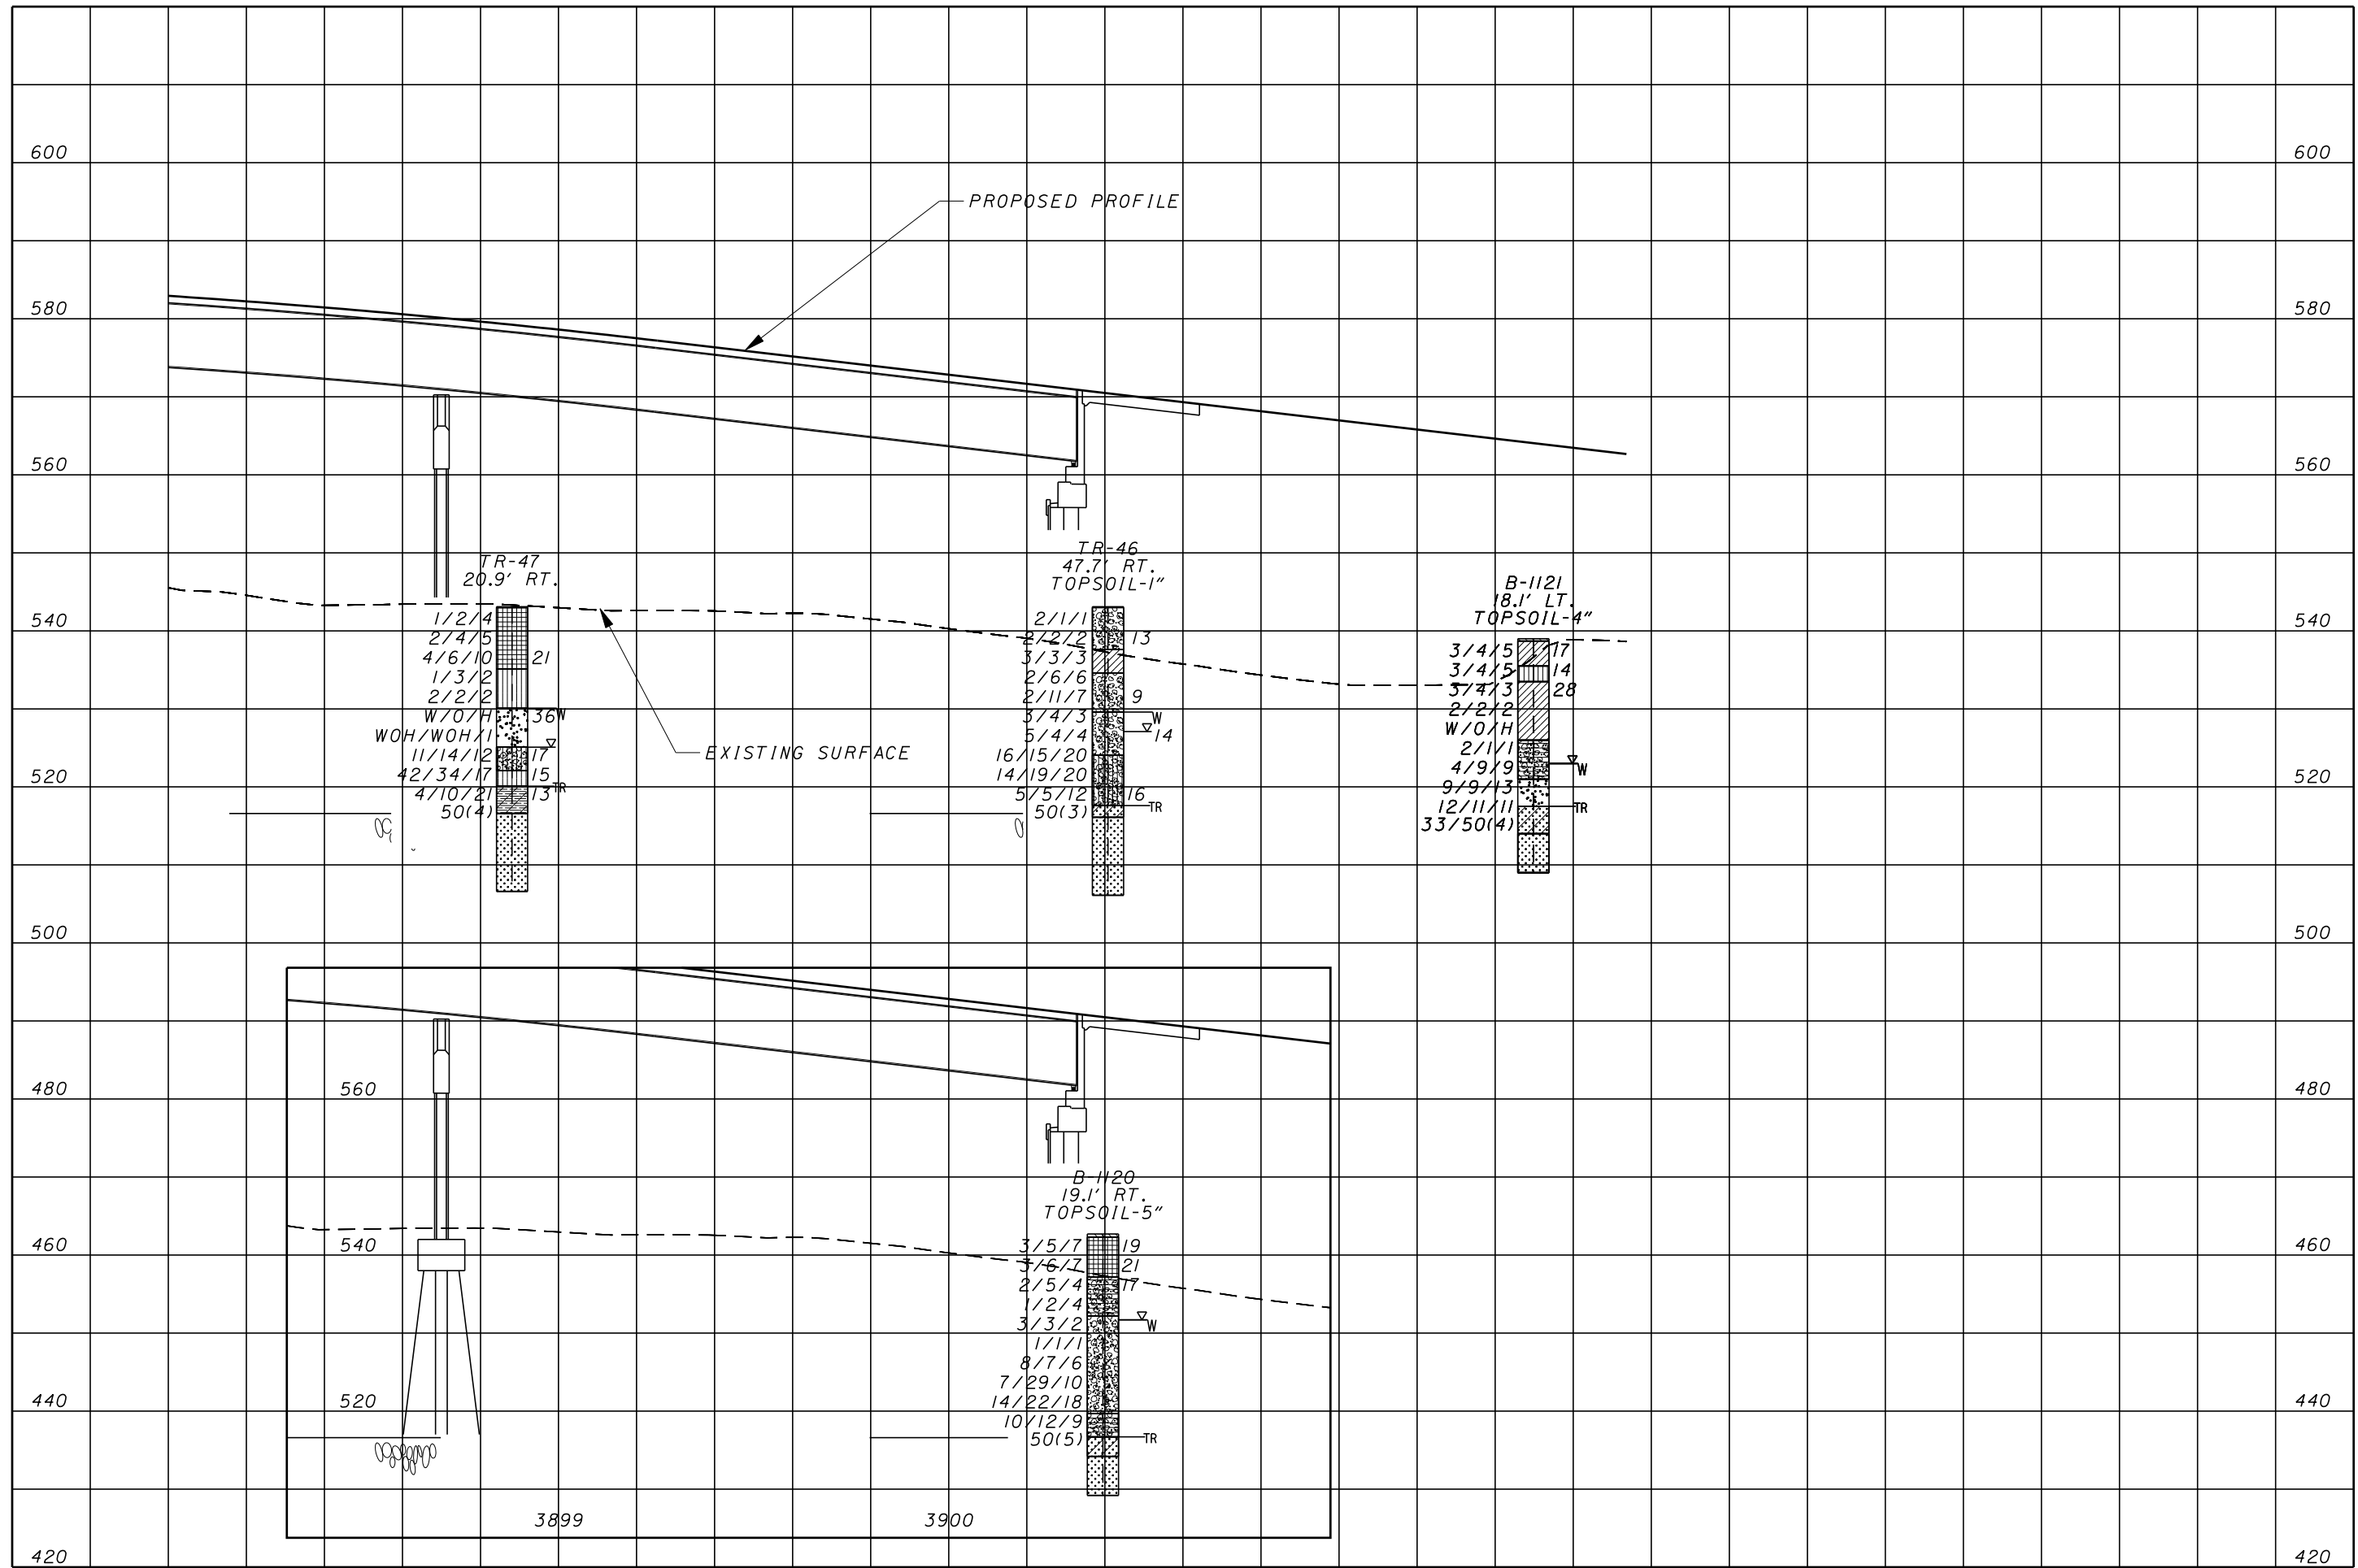 600 600
PROPOSED PROFILE
580 580
560 560
TR-47
20.9' RT.
1/2/4
2/4/5
4/6/10 21
1/3/2
2/2/2
W/O/H 36 W
WOH/WOH/1
11/14/12 17
42/34/17 15
TR
4/10/21 13
50(4)
EXISTING SURFACE
TR-46
47.7' RT.
TOPSOIL-1"
2/1/1
2/2/2 13
3/3/3
2/6/6
2/11/7 9
3/4/3 W
5/4/4 14
16/15/20
14/19/20
5/5/12 16
50(3) TR
B-1121
18.1' LT.
TOPSOIL-4"
3/4/5 17
3/4/5 14
3/4/3 28
2/2/2
W/O/H
2/1/1
4/9/9 W
9/9/13
12/11/11 TR
33/50(4)
540 540
520 520
500 500
480 560 480
B-1120
19.1' RT.
TOPSOIL-5"
460 540 460
3/5/7 19
3/6/7 21
2/5/4 17
1/2/4
3/3/2 W
1/1/1
8/7/6
7/29/10
14/22/18
10/12/9
50(5) TR
440 520 440
3899 3900
420 420